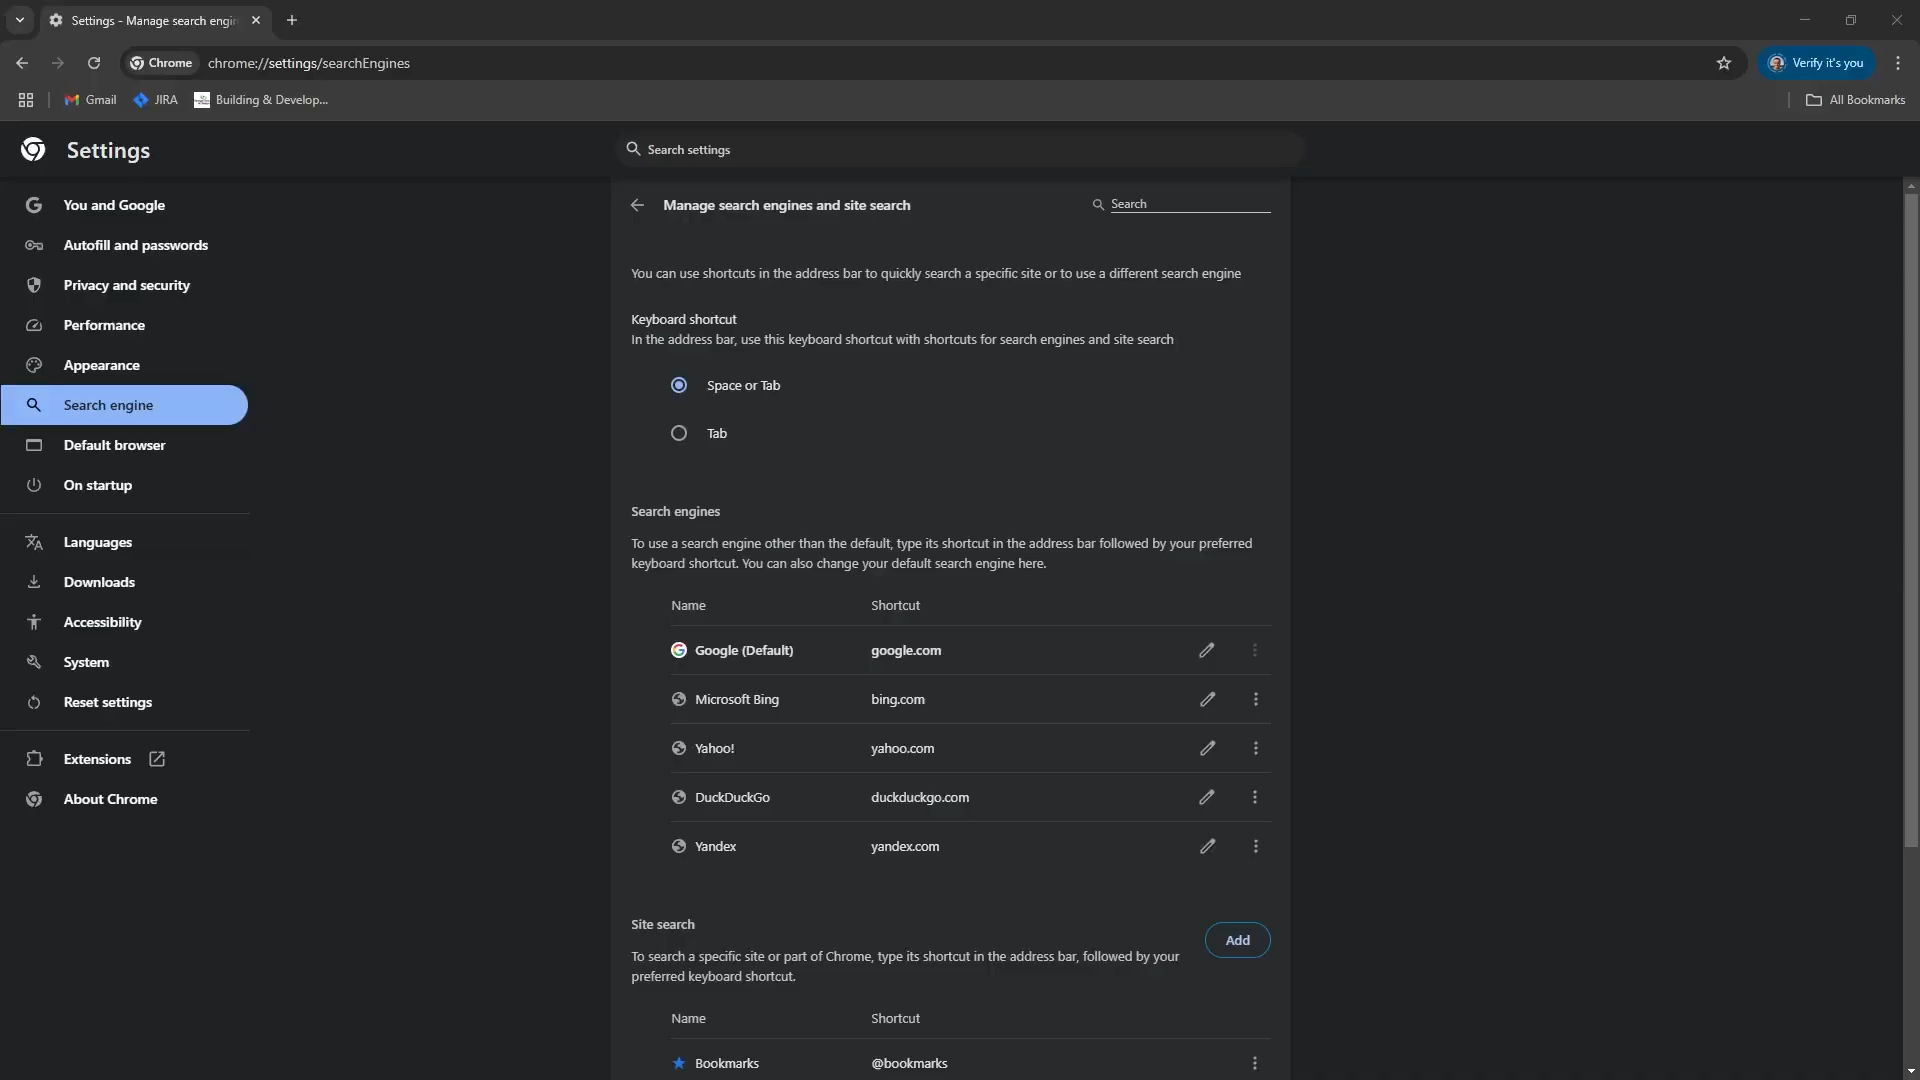 Settings - Manage search engin
Chrome
chrome://settings/searchEngines
Verify it's you
Gmail
JIRA
Building & Develop...
All Bookmarks
Settings
Search settings
You and Google
Autofill and passwords
Privacy and security
Performance
Appearance
Search engine
Default browser
On startup
Languages
Downloads
Accessibility
System
Reset settings
Extensions
About Chrome
Manage search engines and site search
Search
You can use shortcuts in the address bar to quickly search a specific site or to use a different search engine
Keyboard shortcut
In the address bar, use this keyboard shortcut with shortcuts for search engines and site search
Space or Tab
Tab
Search engines
To use a search engine other than the default, type its shortcut in the address bar followed by your preferred
keyboard shortcut. You can also change your default search engine here.
Name Shortcut
Google (Default) google.com
Microsoft Bing bing.com
Yahoo! yahoo.com
DuckDuckGo duckduckgo.com
Yandex yandex.com
Site search
Add
To search a specific site or part of Chrome, type its shortcut in the address bar, followed by your
preferred keyboard shortcut.
Name Shortcut
Bookmarks @bookmarks